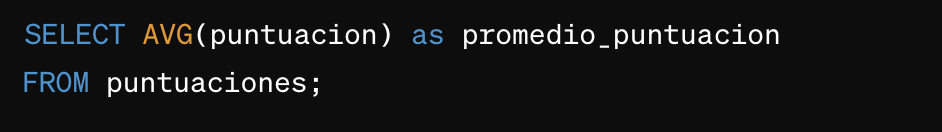 SELECT AVG(puntuacion) as promedio_puntuacion
FROM puntuaciones;